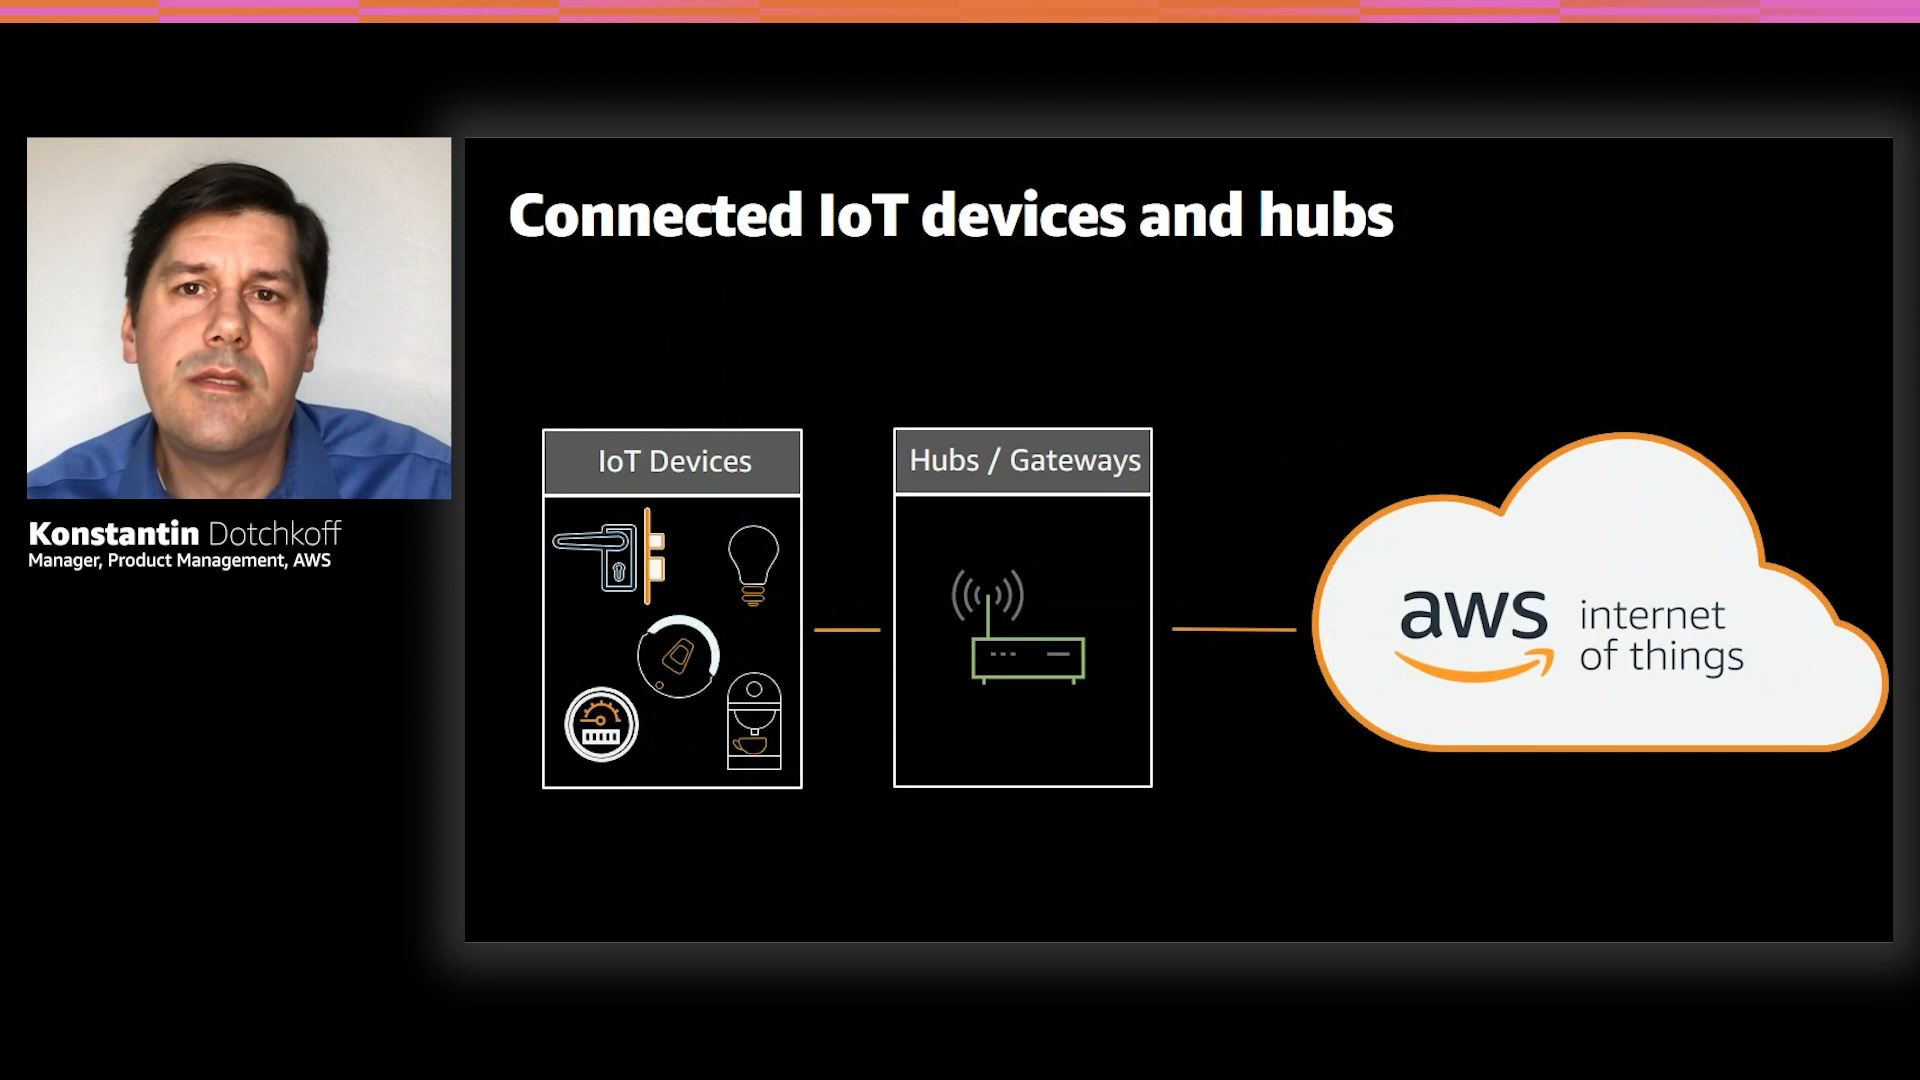 Connected IoT devices and hubs
Konstantin Dotchkoff
Manager, Product Management, AWS
IoT Devices
Hubs / Gateways
aws
internet
of things